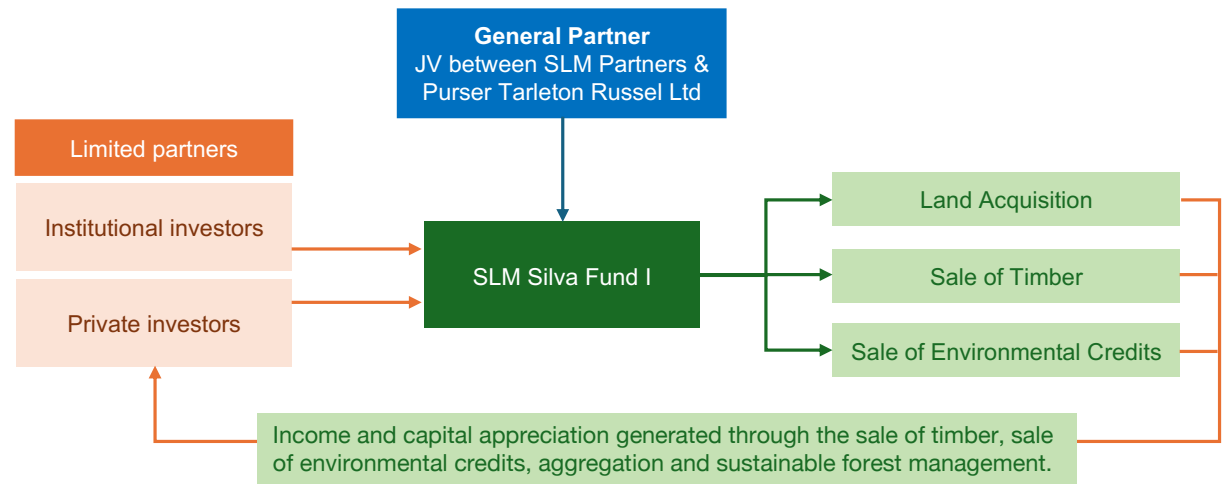 General Partner
JV between SLM Partners &
Purser Tarleton Russel Ltd
Limited partners
Institutional investors
Private investors
SLM Silva Fund I
Land Acquisition
Sale of Timber
Sale of Environmental Credits
Income and capital appreciation generated through the sale of timber, sale
of environmental credits, aggregation and sustainable forest management.